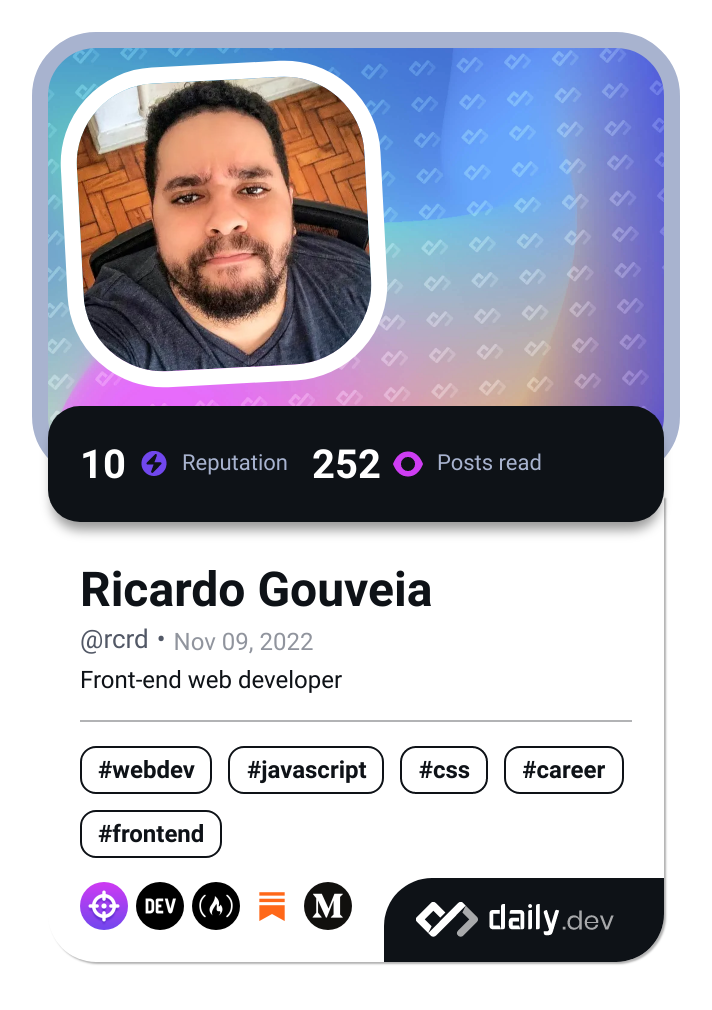 10 Reputation 252 Posts read
Ricardo Gouveia
@rcrd • Nov 09, 2022
Front-end web developer
#webdev #javascript #css #career
#frontend
DEV M daily.dev